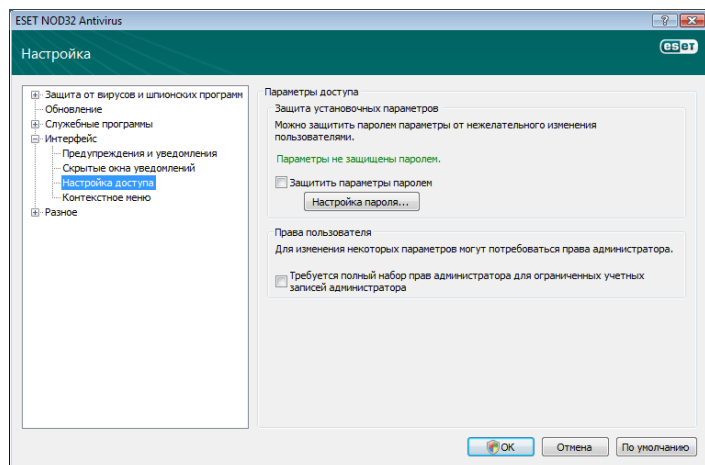 ESET NOD32 Antivirus
Настройка
eset
Защита от вирусов и шпионских программ
Обновление
Служебные программы
Интерфейс
Предупреждения и уведомления
Скрытые окна уведомлений
Настройка доступа
Контекстное меню
Разное
Параметры доступа
Защита установочных параметров
Можно защитить паролем параметры от нежелательного изменения
пользователями.
Параметры не защищены паролем.
Защитить параметры паролем
Настройка пароля...
Права пользователя
Для изменения некоторых параметров могут потребоваться права администратора.
Требуется полный набор прав администратора для ограниченных учетных
записей администратора
OK
Отмена
По умолчанию